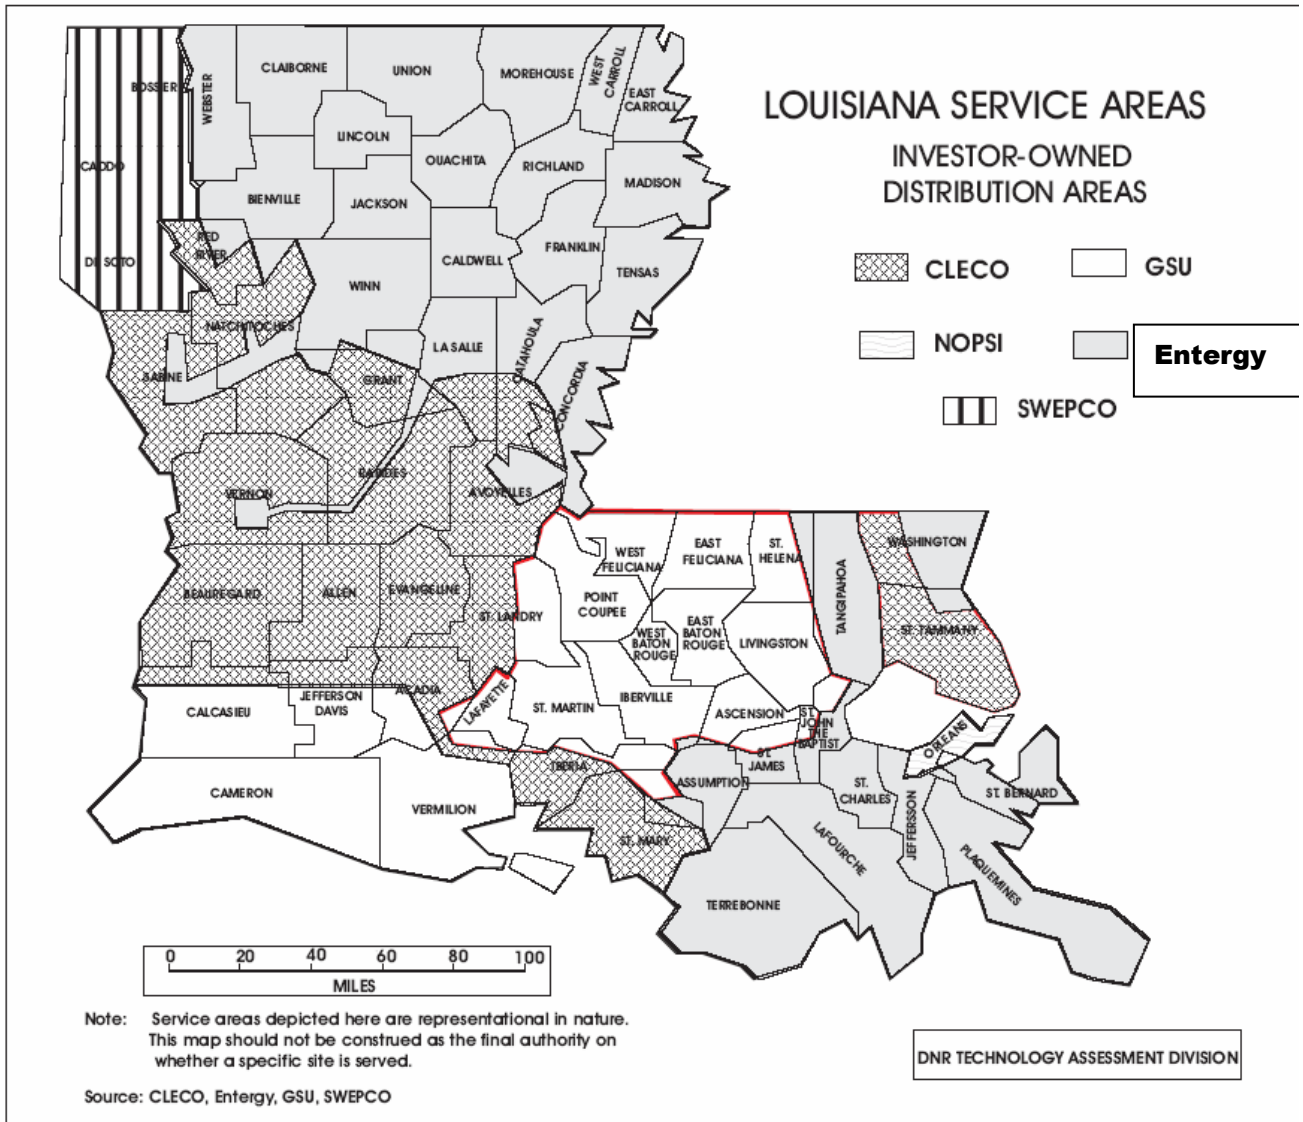 LOUISIANA SERVICE AREAS
INVESTOR-OWNED
DISTRIBUTION AREAS
CLECO
GSU
NOPSI
Entergy
SWEPCO
BOSSIER
WEBSTER
CLAIBORNE
UNION
MOREHOUSE
WEST
CARROLL
EAST
CARROLL
CADDO
LINCOLN
OUACHITA
RICHLAND
MADISON
BIENVILLE
JACKSON
RED
RIVER
DE SOTO
WINN
CALDWELL
FRANKLIN
TENSAS
NATCHITOCHES
LA SALLE
CATAHOULA
CONCORDIA
SABINE
GRANT
VERNON
RAPIDES
AVOYELLES
BEAUREGARD
ALLEN
EVANGELINE
ST. LANDRY
WEST
FELICIANA
EAST
FELICIANA
ST.
HELENA
TANGIPAHOA
WASHINGTON
POINT
COUPEE
WEST
BATON
ROUGE
EAST
BATON
ROUGE
LIVINGSTON
ST. TAMMANY
CALCASIEU
JEFFERSON
DAVIS
ACADIA
LAFAYETTE
ST. MARTIN
IBERVILLE
ASCENSION
ST.
JOHN
THE
BAPTIST
ORLEANS
CAMERON
VERMILION
IBERIA
ST. MARY
ASSUMPTION
ST.
JAMES
ST.
CHARLES
JEFFERSSON
ST. BERNARD
LAFOURCHE
PLAQUEMINES
TERREBONNE
0 20 40 60 80 100
MILES
Note: Service areas depicted here are representational in nature.
This map should not be construed as the final authority on
whether a specific site is served.
Source: CLECO, Entergy, GSU, SWEPCO
DNR TECHNOLOGY ASSESSMENT DIVISION